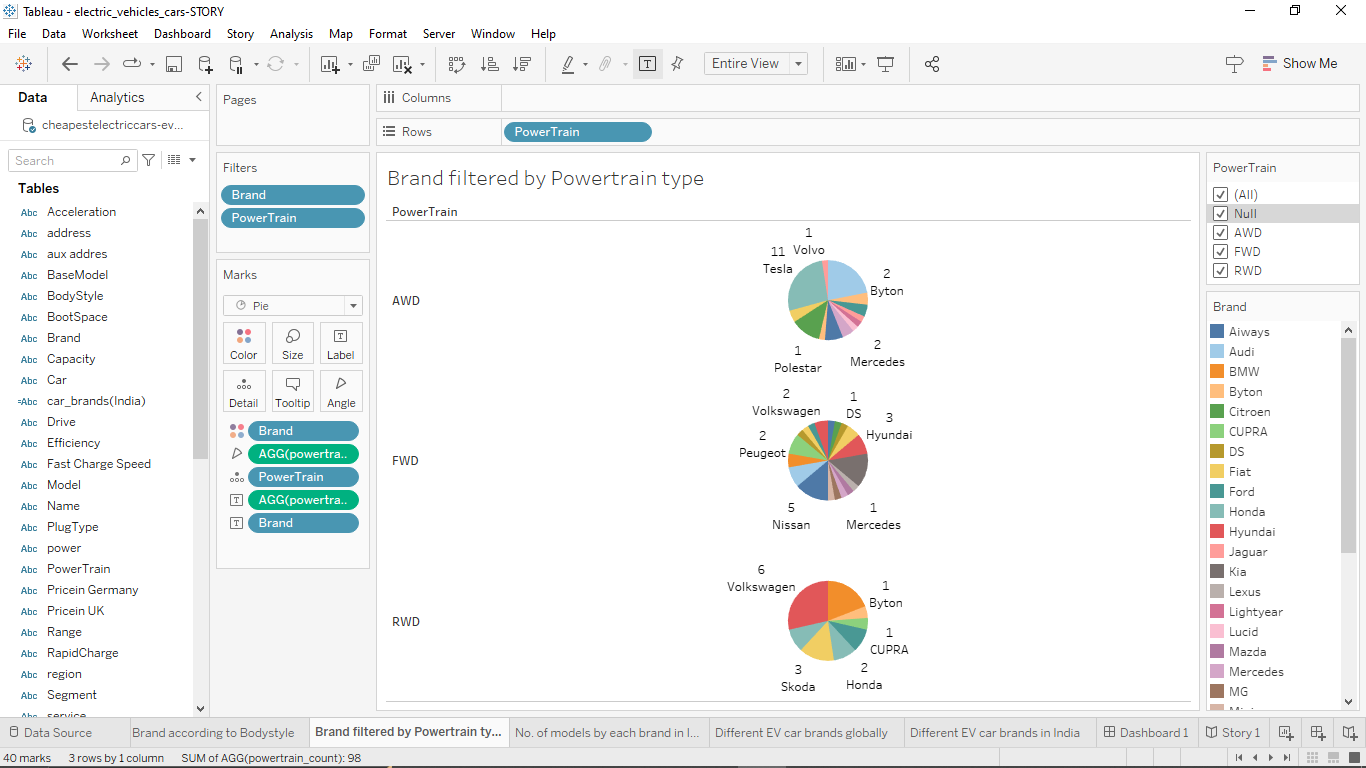 Tableau - electric_vehicles_cars-STORY
File Data Worksheet Dashboard Story Analysis Map Format Server Window Help
Entire View
Show Me
Data Analytics
cheapestelectriccars-ev...
Search
Tables
Abc Acceleration
Abc address
Abc aux addres
Abc BaseModel
Abc BodyStyle
Abc BootSpace
Abc Brand
Abc Capacity
Abc Car
=Abc car_brands(India)
Abc Drive
Abc Efficiency
Abc Fast Charge Speed
Abc Model
Abc Name
Abc PlugType
Abc power
Abc PowerTrain
Abc Pricein Germany
Abc Pricein UK
Abc Range
Abc RapidCharge
Abc region
Abc Segment
Abc service
Pages
Filters
Brand
PowerTrain
Marks
Pie
Color Size Label
Detail Tooltip Angle
Brand
AGG(powertra..
PowerTrain
AGG(powertra..
Brand
Columns
Rows PowerTrain
Brand filtered by Powertrain type
PowerTrain
AWD
1
Volvo
11
Tesla
2
Byton
1
Polestar
2
Mercedes
FWD
2
Volkswagen
1
DS
3
Hyundai
2
Peugeot
5
Nissan
1
Mercedes
RWD
6
Volkswagen
1
Byton
1
CUPRA
3
Skoda
2
Honda
PowerTrain
(All)
Null
AWD
FWD
RWD
Brand
Aiways
Audi
BMW
Byton
Citroen
CUPRA
DS
Fiat
Ford
Honda
Hyundai
Jaguar
Kia
Lexus
Lightyear
Lucid
Mazda
Mercedes
MG
Data Source Brand according to Bodystyle Brand filtered by Powertrain ty... No. of models by each brand in I... Different EV car brands globally Different EV car brands in India Dashboard 1 Story 1
40 marks 3 rows by 1 column SUM of AGG(powertrain_count): 98